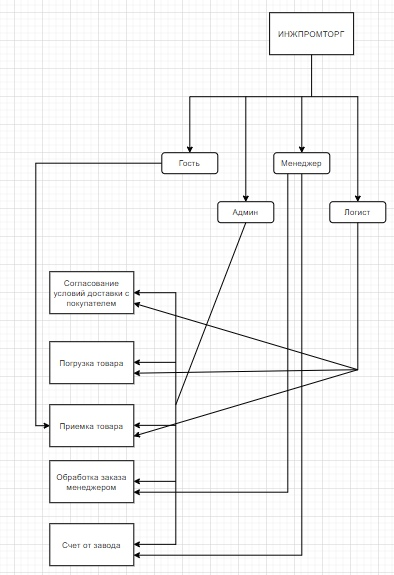 ИНЖПРОМТОРГ
Гость
Менеджер
Админ
Логист
Согласование
условий доставки с
покупателем
Погрузка товара
Приемка товара
Обработка заказа
менеджером
Счет от завода